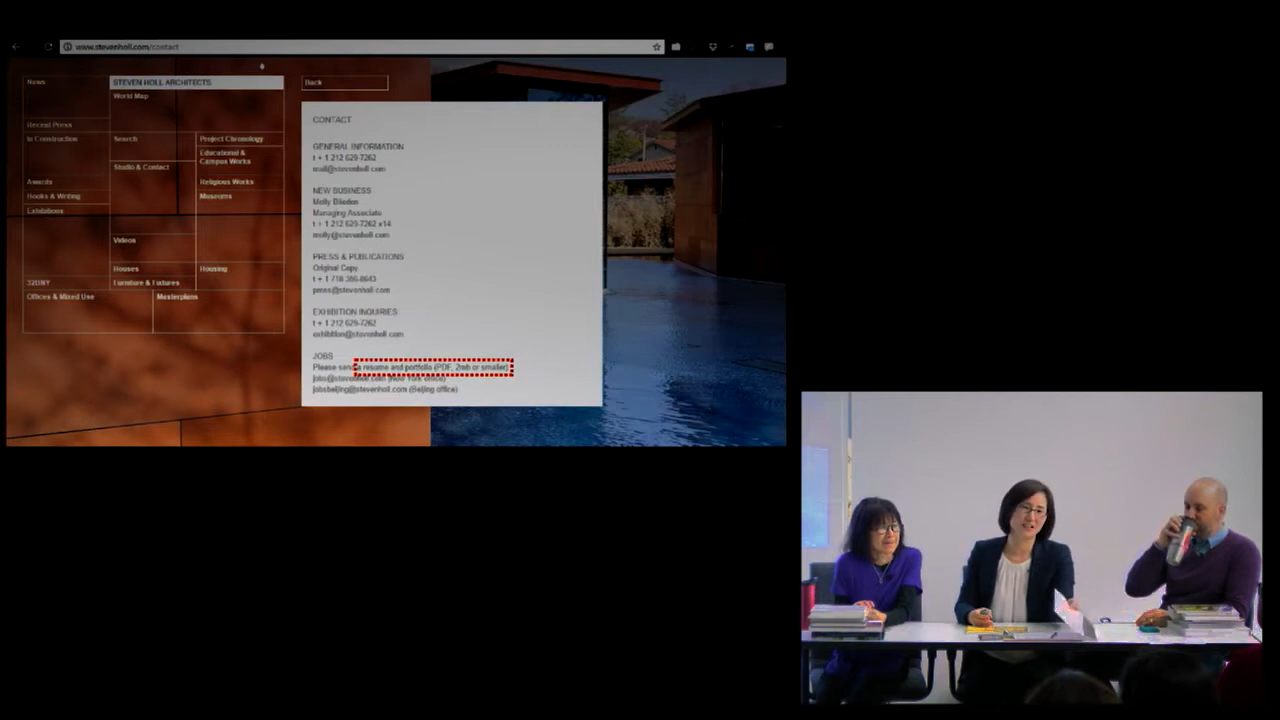 www.stevenholl.com/contact
News
STEVEN HOLL ARCHITECTS
Back
World Map
Recent Press
In Construction
Search
Project Chronology
Educational &
Campus Works
Studio & Contact
Awards
Religious Works
Books & Writing
Museums
Exhibitions
Videos
Houses
Housing
32BNY
Furniture & Fixtures
Offices & Mixed Use
Masterplans
CONTACT
GENERAL INFORMATION
t + 1 212 629-7262
mail@stevenholl.com
NEW BUSINESS
Molly
Managing Associate
t + 1 212 629-7262 x14
molly@stevenholl.com
PRESS & PUBLICATIONS
Original Copy
t + 1 718
press@stevenholl.com
EXHIBITION INQUIRIES
t + 1 212 629-7262
exhibition@stevenholl.com
JOBS
Please send a resume and portfolio (PDF, 2mb or smaller)
jobs@stevenholl.com (New York office)
jobsbeijing@stevenholl.com (Beijing office)